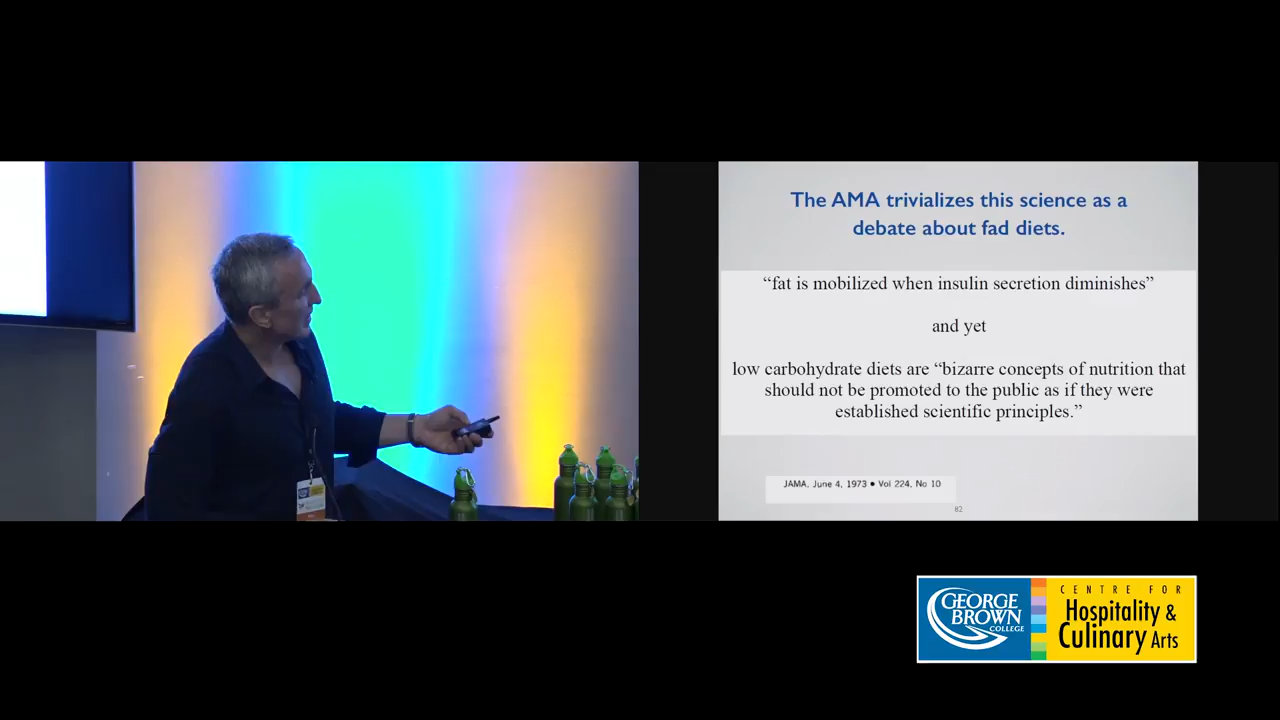 The AMA trivializes this science as a
debate about fad diets.
“fat is mobilized when insulin secretion diminishes”
and yet
low carbohydrate diets are “bizarre concepts of nutrition that
should not be promoted to the public as if they were
established scientific principles.”
JAMA, June 4, 1973 • Vol 224, No 10
82
GEORGE
BROWN
COLLEGE
CENTRE FOR
Hospitality &
Culinary Arts